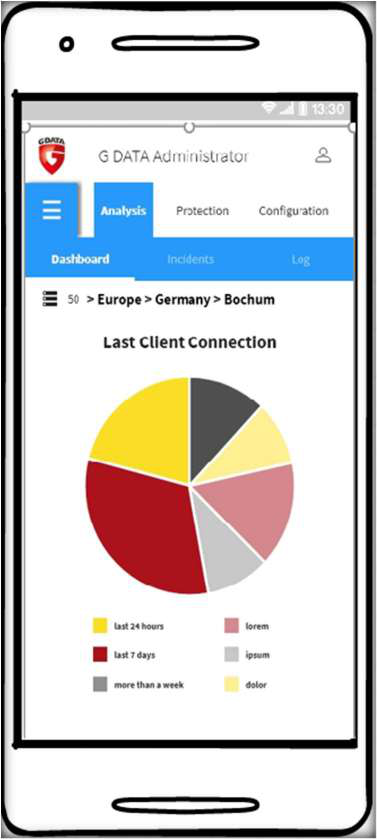 13:30
G DATA
G DATA Administrator
Analysis Protection Configuration
Dashboard Incidents Log
50 > Europe > Germany > Bochum
Last Client Connection
last 24 hours lorem
last 7 days ipsum
more than a week dolor